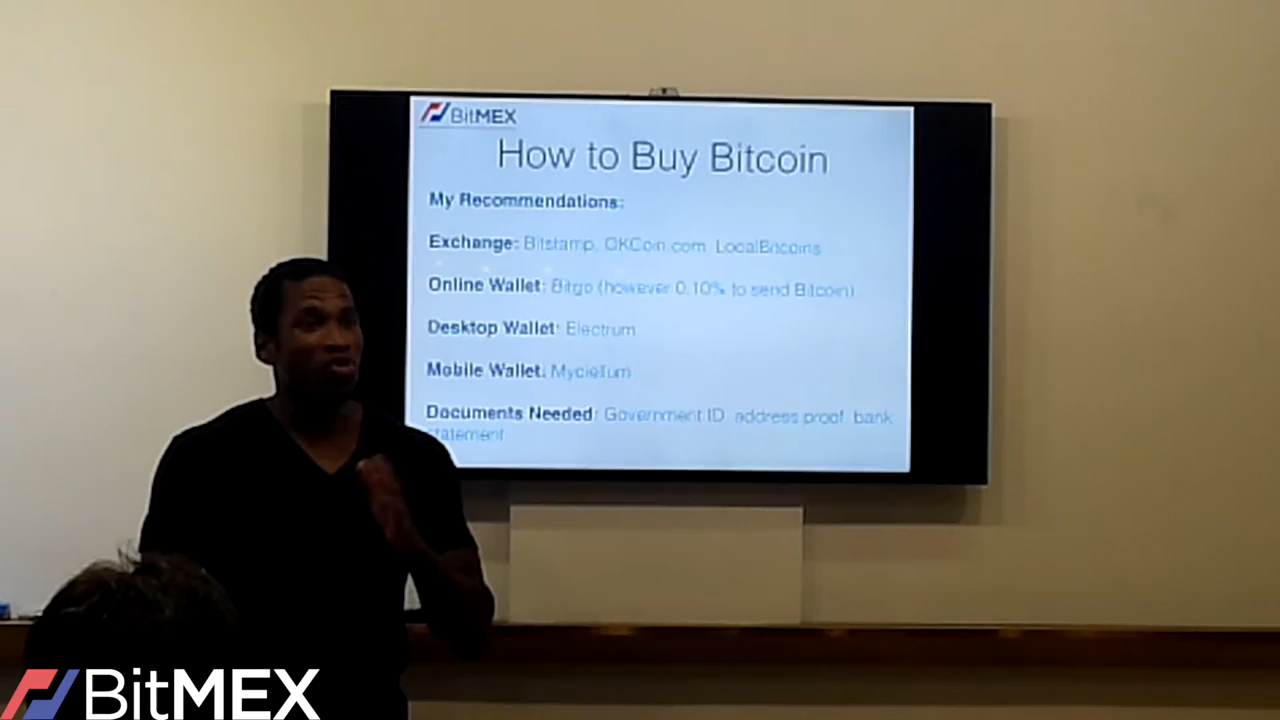 BitMEX
How to Buy Bitcoin
My Recommendations:
Exchange: Bitstamp, OKCoin.com, LocalBitcoins
Online Wallet: Bitgo (however 0.10% to send Bitcoin)
Desktop Wallet: Electrum
Mobile Wallet: Mycielium
Documents Needed: Government ID, address proof, bank
statement
BitMEX